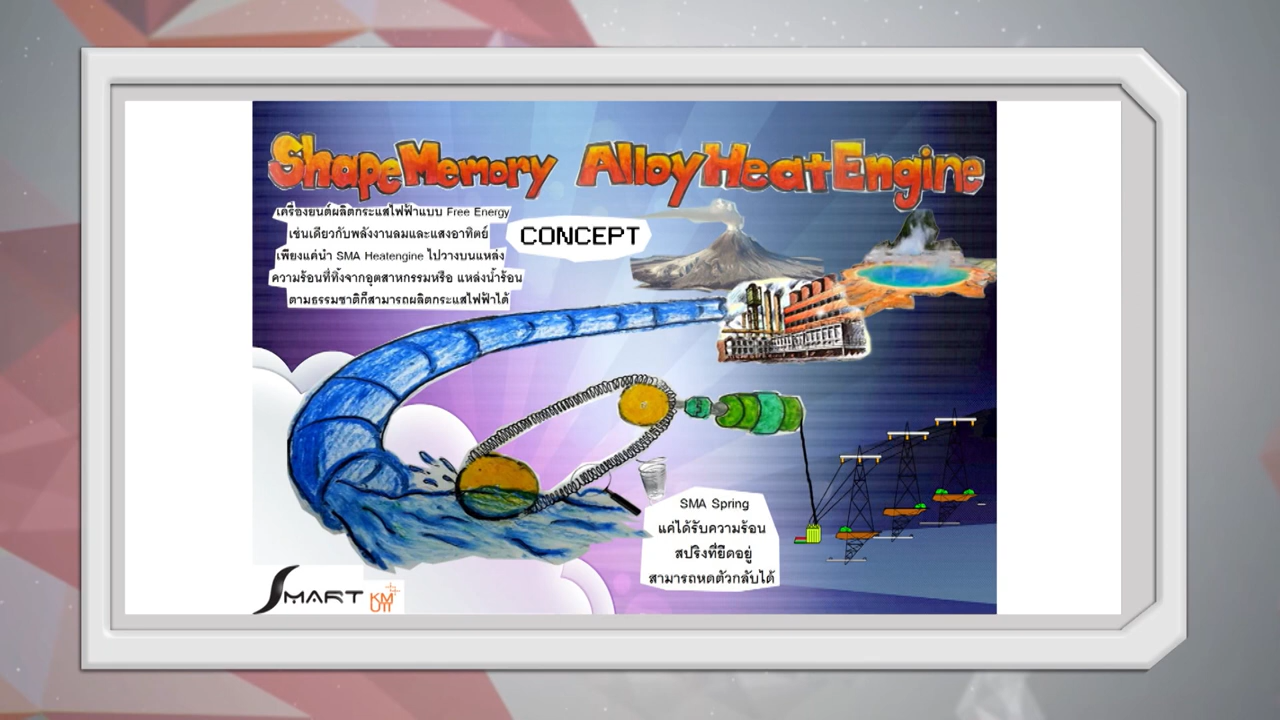 Shape Memory Alloy Heat Engine
เครื่องยนต์ผลิตกระแสไฟฟ้าแบบ Free Energy
เช่นเดียวกับพลังงานลมและแสงอาทิตย์
เพียงแค่นำ SMA Heatengine ไปวางบนแหล่ง
ความร้อนที่ทิ้งจากอุตสาหกรรมหรือ แหล่งน้ำร้อน
ตามธรรมชาติก็สามารถผลิตกระแสไฟฟ้าได้
CONCEPT
SMA Spring
แค่ได้รับความร้อน
สปริงที่ยืดอยู่
สามารถหดตัวกลับได้
SMART
KM
UTT